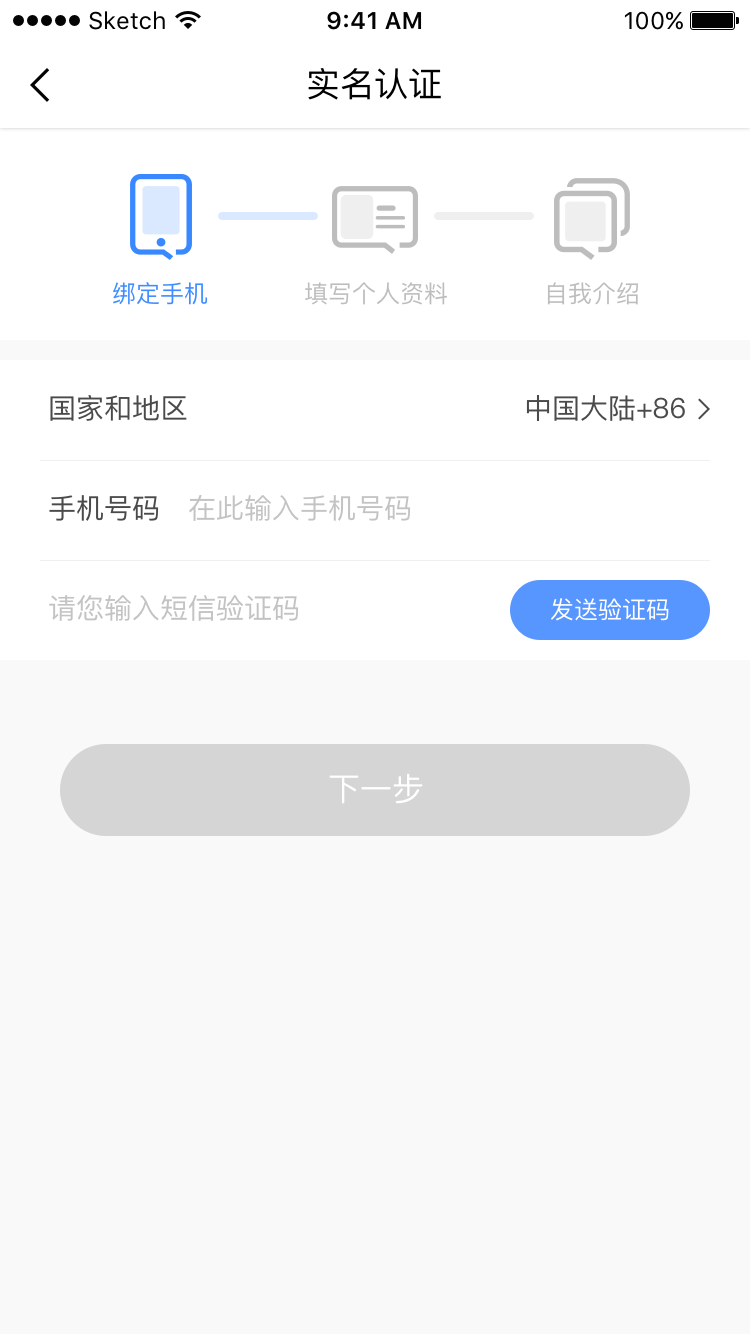 Sketch 9:41 AM 100%
实名认证
绑定手机 填写个人资料 自我介绍
国家和地区 中国大陆+86
手机号码 在此输入手机号码
请您输入短信验证码 发送验证码
下一步